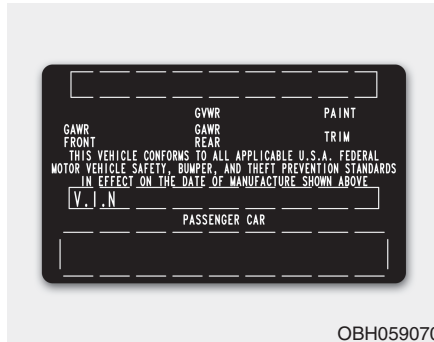 GVWR PAINT
GAWR FRONT GAWR REAR TRIM
THIS VEHICLE CONFORMS TO ALL APPLICABLE U.S.A. FEDERAL
MOTOR VEHICLE SAFETY, BUMPER, AND THEFT PREVENTION STANDARDS
IN EFFECT ON THE DATE OF MANUFACTURE SHOWN ABOVE
V.I.N
PASSENGER CAR
OBH059070